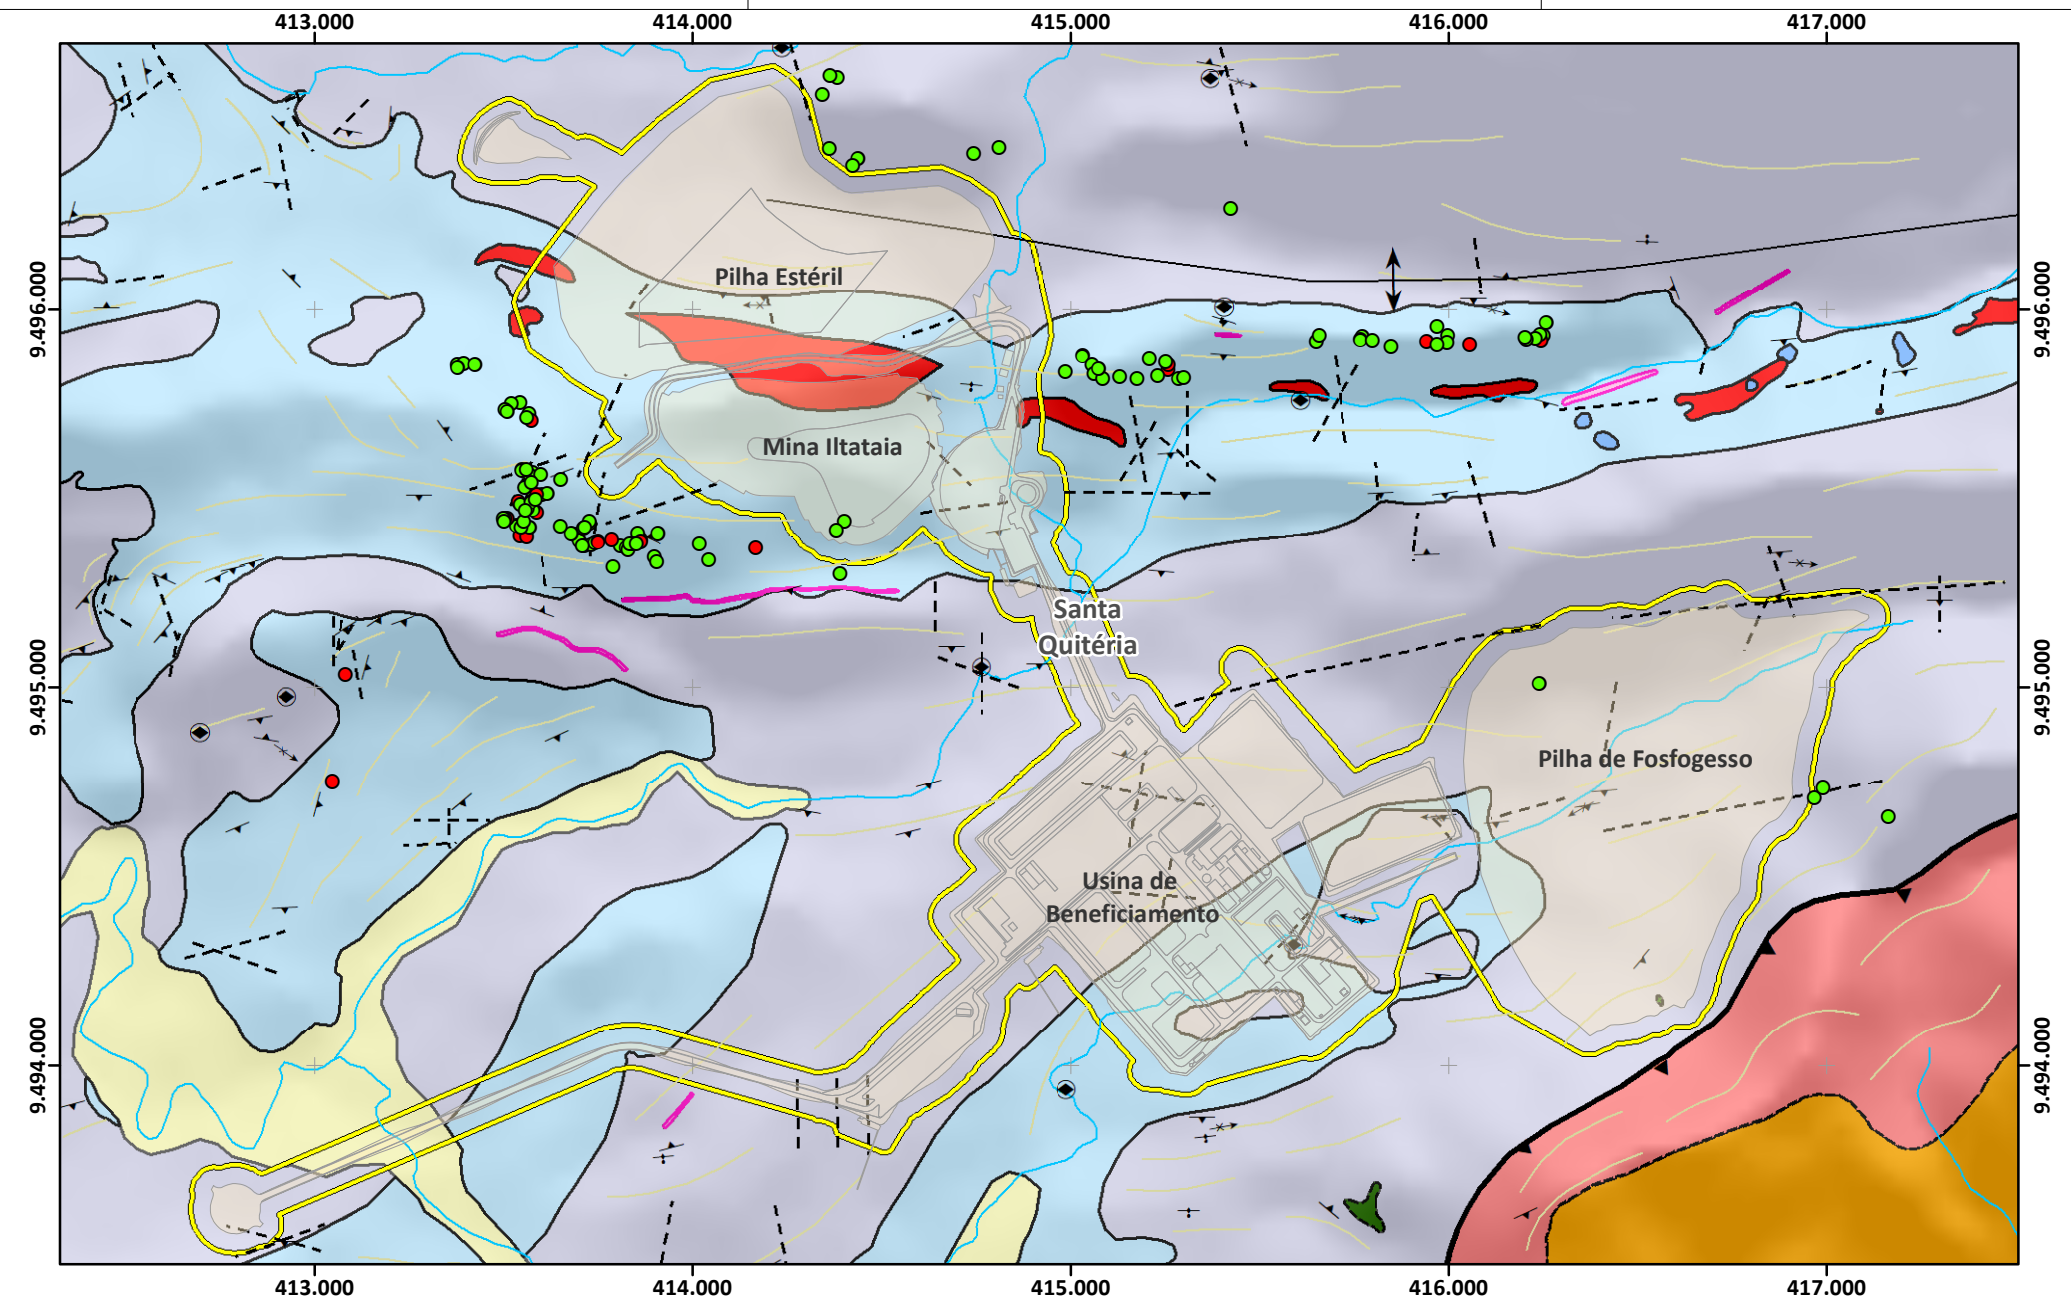 413.000 414.000 415.000 416.000 417.000
9.496.000
9.496.000
Pilha Estéril
Mina Iltataia
Santa
Quitéria
9.495.000
9.495.000
Pilha de Fosfogesso
Usina de
Beneficiamento
9.494.000
9.494.000
413.000 414.000 415.000 416.000 417.000